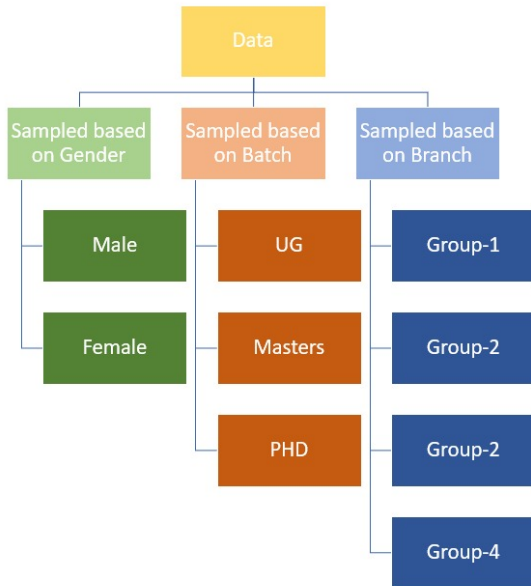 Data
Sampled based
on Gender
Sampled based
on Batch
Sampled based
on Branch
Male
UG
Group-1
Female
Masters
Group-2
PHD
Group-2
Group-4